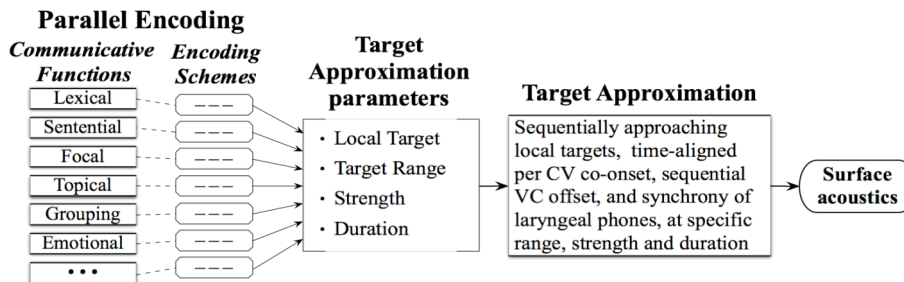 Parallel Encoding
Communicative
Functions
Encoding
Schemes
Lexical
Sentential
Focal
Topical
Grouping
Emotional
• • •
Target
Approximation
parameters
· Local Target
· Target Range
· Strength
· Duration
Target Approximation
Sequentially approaching
local targets, time-aligned
per CV co-onset, sequential
VC offset, and synchrony of
laryngeal phones, at specific
range, strength and duration
Surface
acoustics